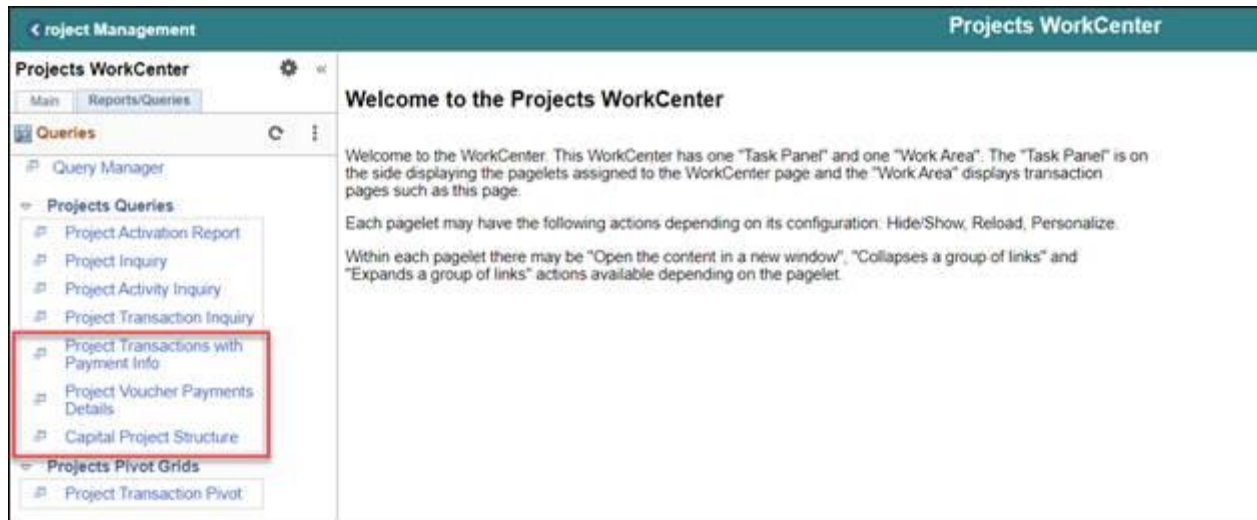 roject Management
Projects WorkCenter
Projects WorkCenter
Main
Reports/Queries
Queries
Query Manager
Projects Queries
Project Activation Report
Project Inquiry
Project Activity Inquiry
Project Transaction Inquiry
Project Transactions with
Payment Info
Project Voucher Payments
Details
Capital Project Structure
Projects Pivot Grids
Project Transaction Pivot
Welcome to the Projects WorkCenter
Welcome to the WorkCenter. This WorkCenter has one "Task Panel" and one "Work Area". The "Task Panel" is on
the side displaying the pagelets assigned to the WorkCenter page and the "Work Area" displays transaction
pages such as this page.
Each pagelet may have the following actions depending on its configuration: Hide/Show, Reload, Personalize.
Within each pagelet there may be "Open the content in a new window", "Collapses a group of links" and
"Expands a group of links" actions available depending on the pagelet.